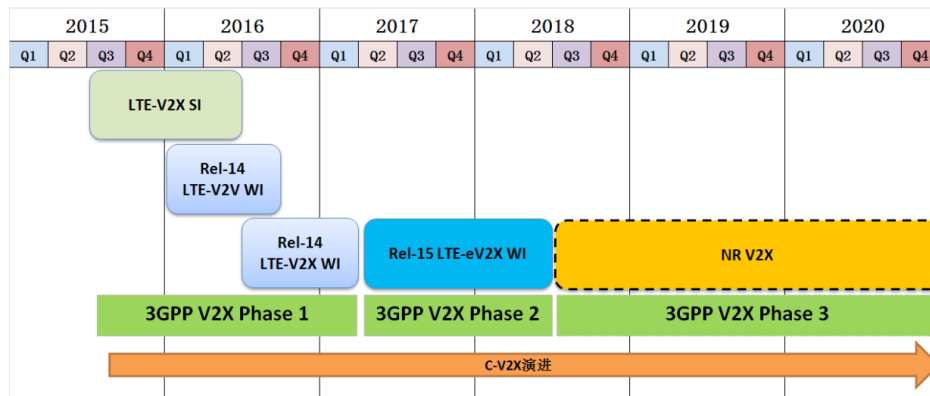 2015 2016 2017 2018 2019 2020
Q1 Q2 Q3 Q4 Q1 Q2 Q3 Q4 Q1 Q2 Q3 Q4 Q1 Q2 Q3 Q4 Q1 Q2 Q3 Q4 Q1 Q2 Q3 Q4
LTE-V2X SI
Rel-14
LTE-V2V WI
Rel-14
LTE-V2X WI
Rel-15 LTE-eV2X WI
NR V2X
3GPP V2X Phase 1
3GPP V2X Phase 2
3GPP V2X Phase 3
C-V2X演进